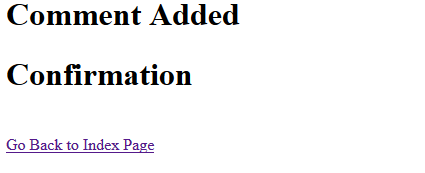 Comment Added
Confirmation
Go Back to Index Page